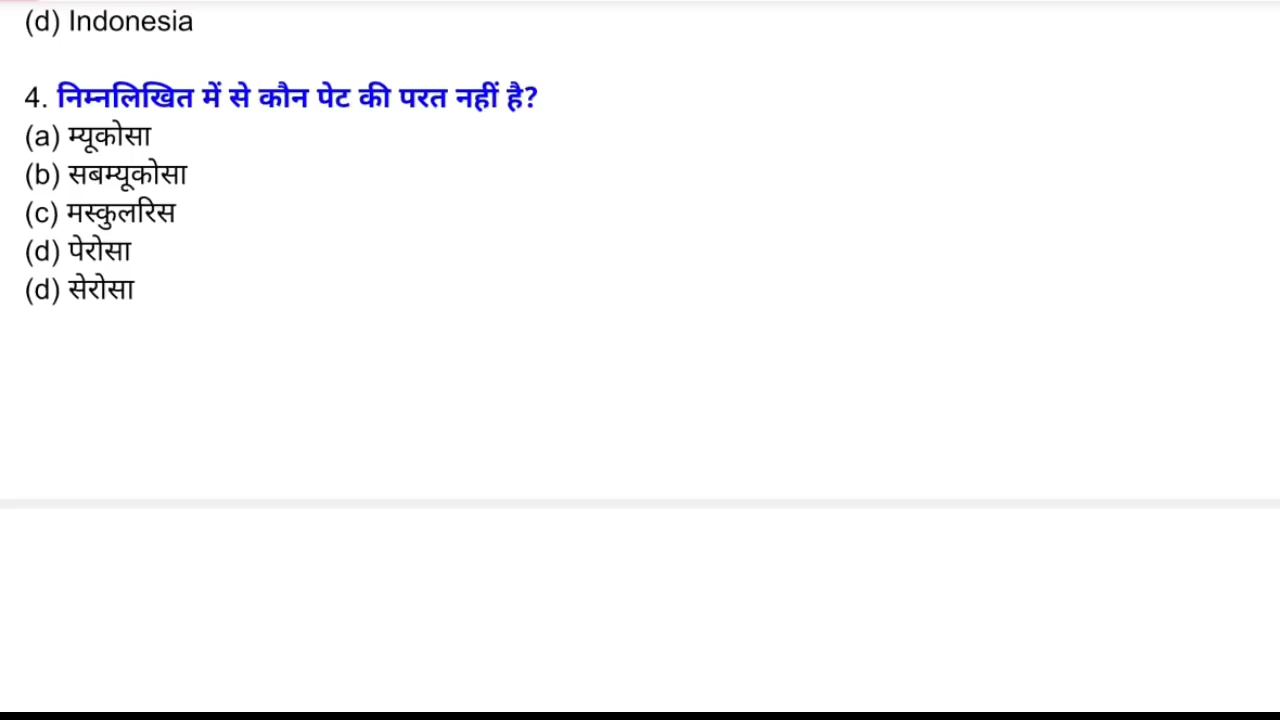 (d) Indonesia
4. निम्नलिखित में से कौन पेट की परत नहीं है?
(a) म्यूकोसा
(b) सबम्यूकोसा
(c) मस्कुलरिस
(d) पेरोसा
(d) सेरोसा